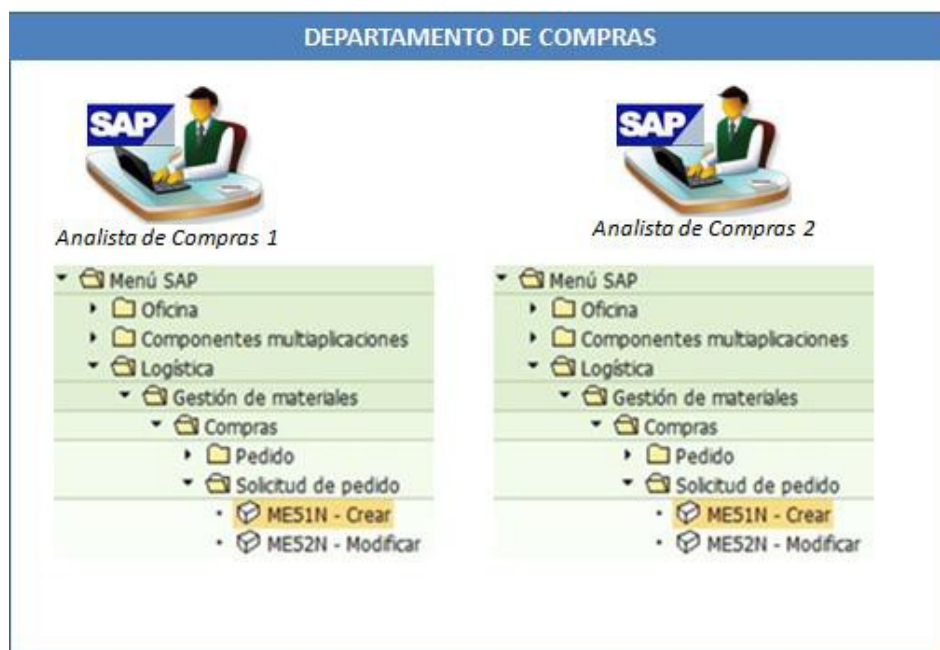 DEPARTAMENTO DE COMPRAS
SAP
Analista de Compras 1
Menú SAP
Oficina
Componentes multiaplicaciones
Logística
Gestión de materiales
Compras
Pedido
Solicitud de pedido
ME51N - Crear
ME52N - Modificar
SAP
Analista de Compras 2
Menú SAP
Oficina
Componentes multiaplicaciones
Logística
Gestión de materiales
Compras
Pedido
Solicitud de pedido
ME51N - Crear
ME52N - Modificar